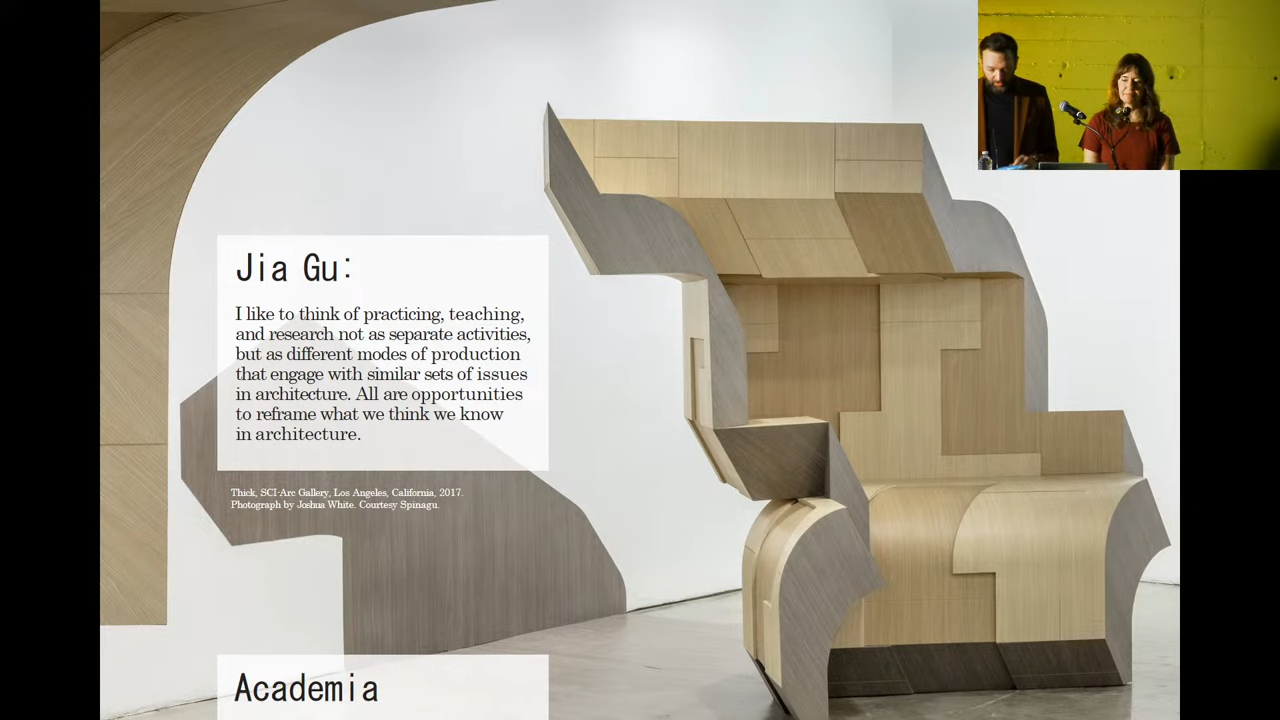 Jia Gu:
I like to think of practicing, teaching,
and research not as separate activities,
but as different modes of production
that engage with similar sets of issues
in architecture. All are opportunities
to reframe what we think we know
in architecture.
Thick, SCI-Arc Gallery, Los Angeles, California, 2017.
Photograph by Joshua White. Courtesy Spinagu.
Academia